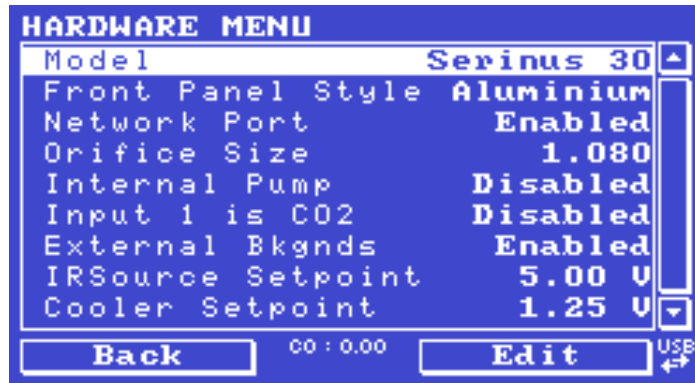 HARDWARE MENU
Model Serinus 30
Front Panel Style Aluminium
Network Port Enabled
Orifice Size 1.080
Internal Pump Disabled
Input 1 is CO2 Disabled
External Bkgnds Enabled
IRSource Setpoint 5.00 V
Cooler Setpoint 1.25 V
Back CO:0.00 Edit USB